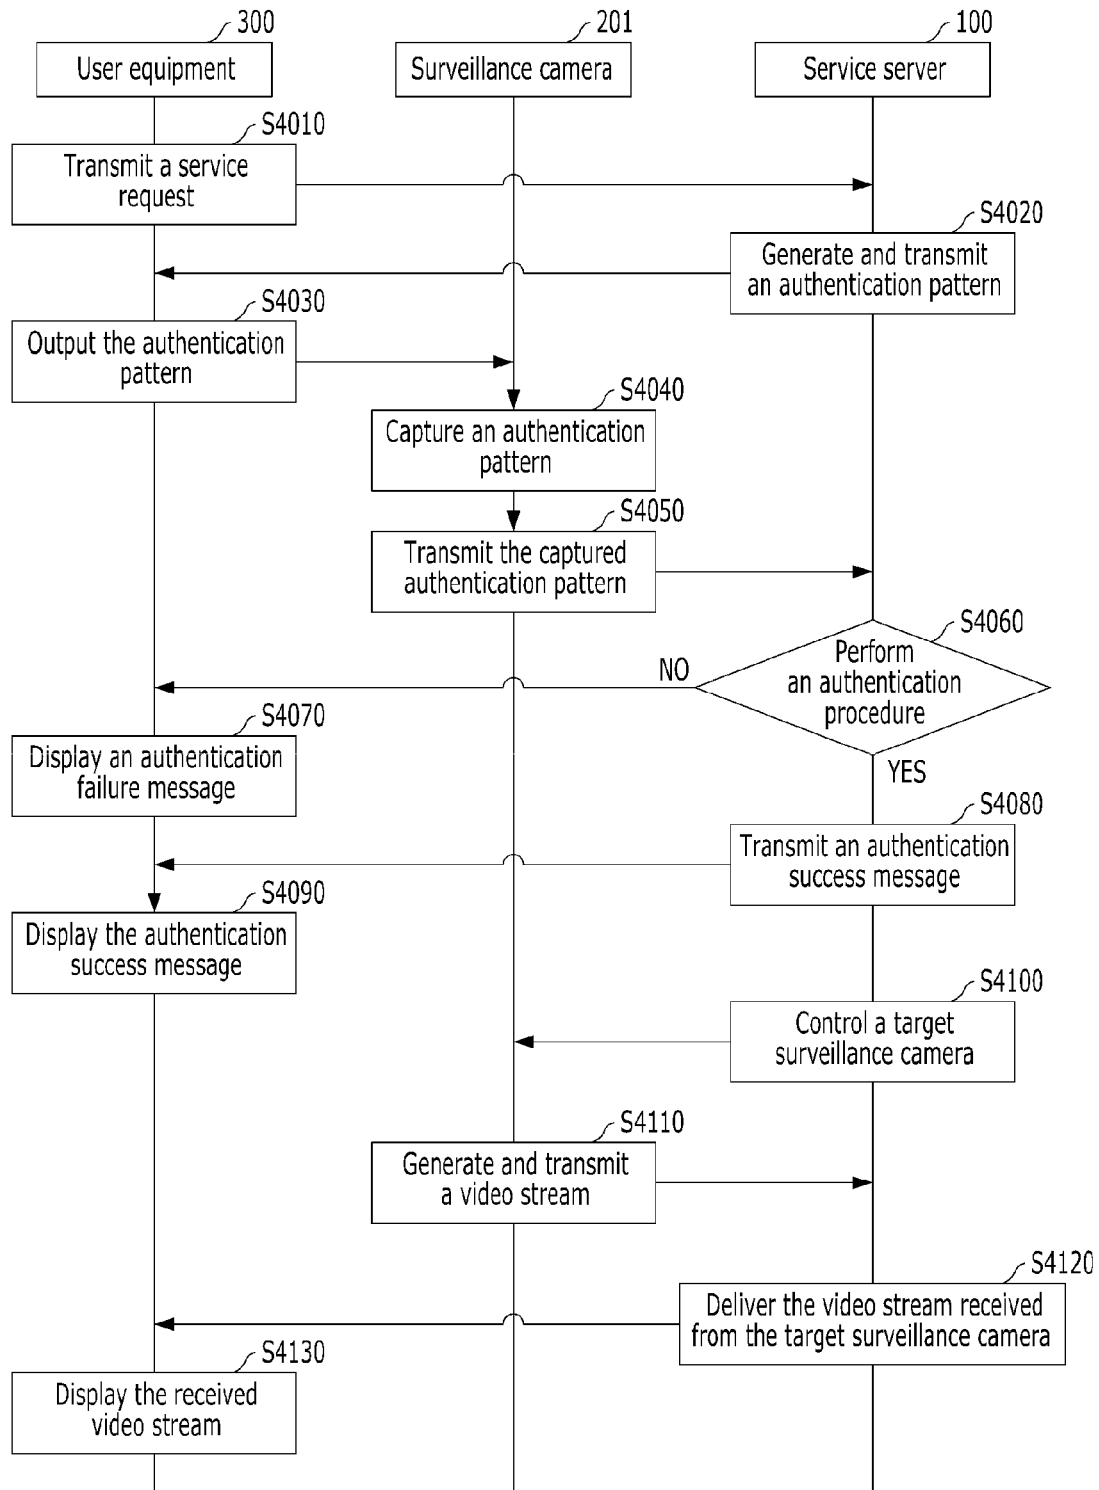 300
201
100
User equipment
Surveillance camera
Service server
S4010
Transmit a service
request
S4020
Generate and transmit
an authentication pattern
S4030
Output the authentication
pattern
S4040
Capture an authentication
pattern
S4050
Transmit the captured
authentication pattern
S4060
Perform
an authentication
procedure
NO
YES
S4070
Display an authentication
failure message
S4080
Transmit an authentication
success message
S4090
Display the authentication
success message
S4100
Control a target
surveillance camera
S4110
Generate and transmit
a video stream
S4120
Deliver the video stream received
from the target surveillance camera
S4130
Display the received
video stream